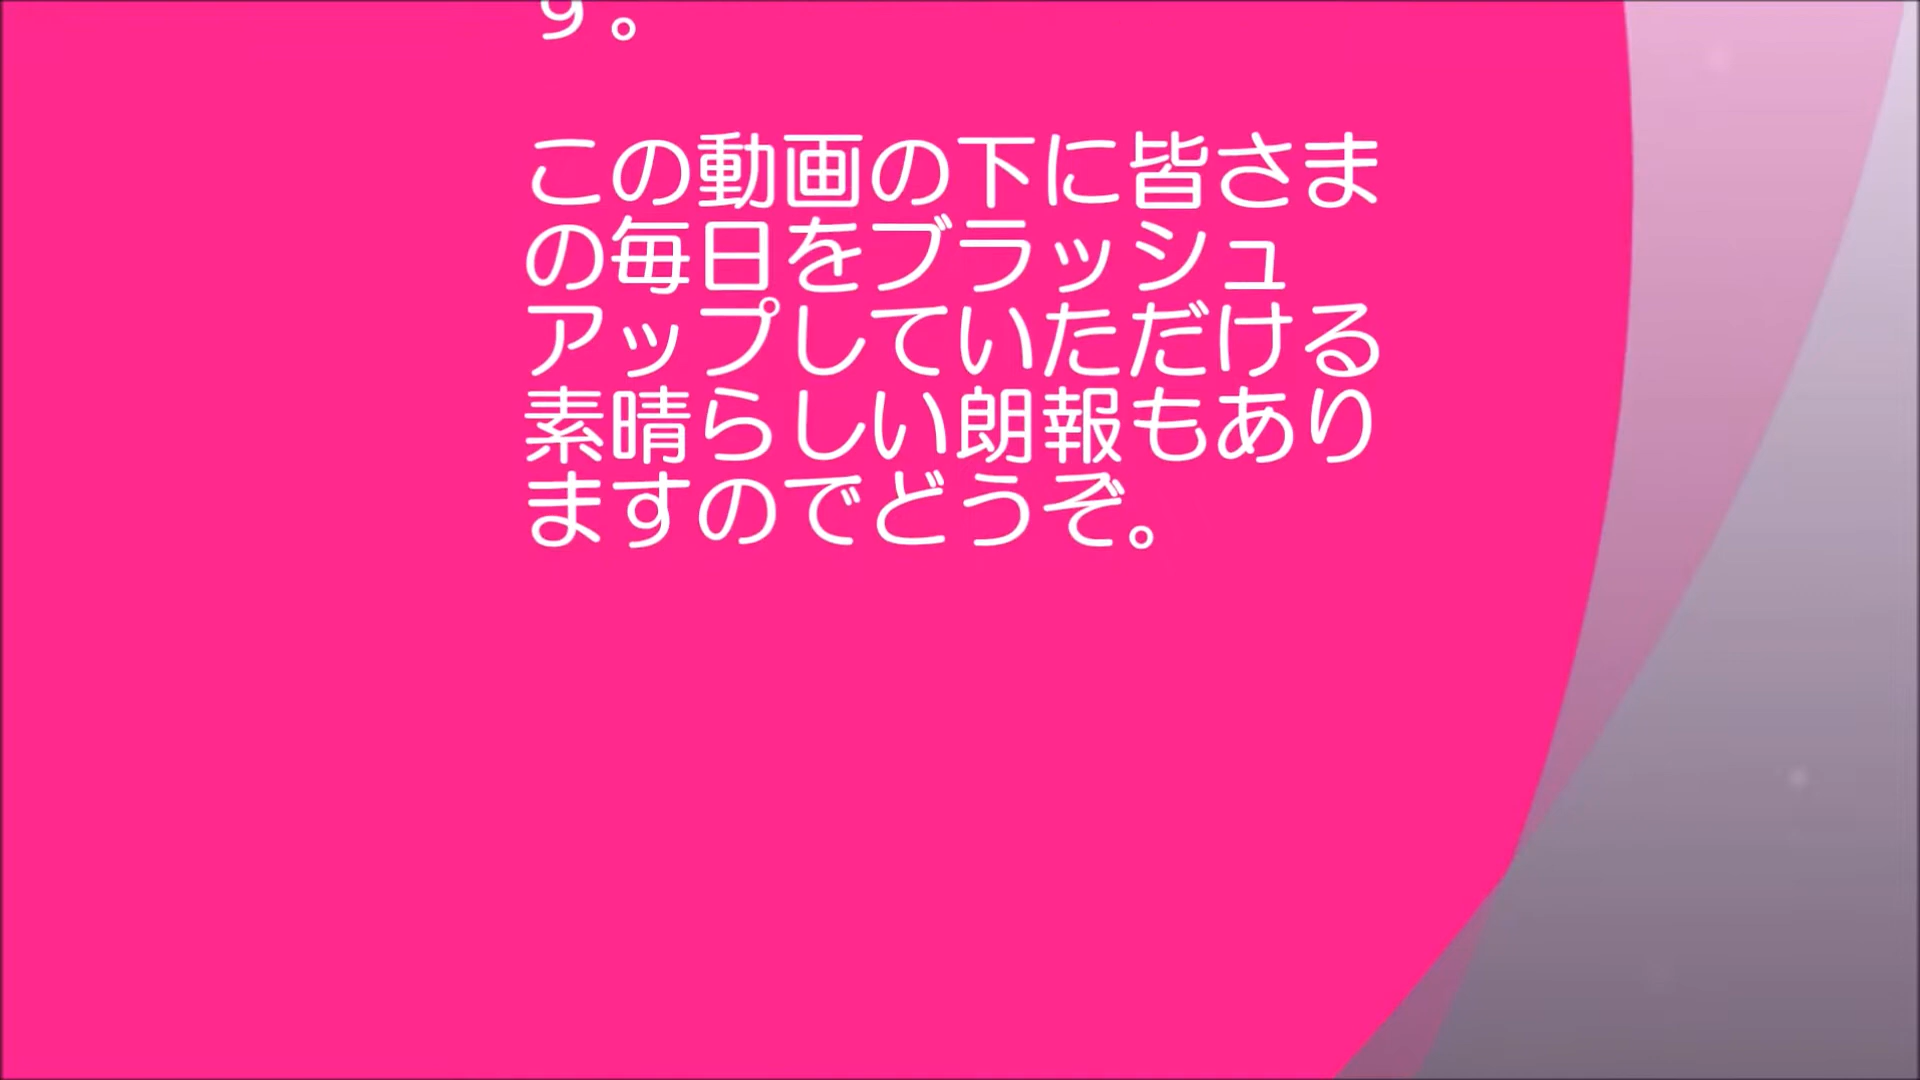 す。
この動画の下に皆さま
の毎日をブラッシュ
アップしていただける
素晴らしい朗報もあり
ますのでどうぞ。